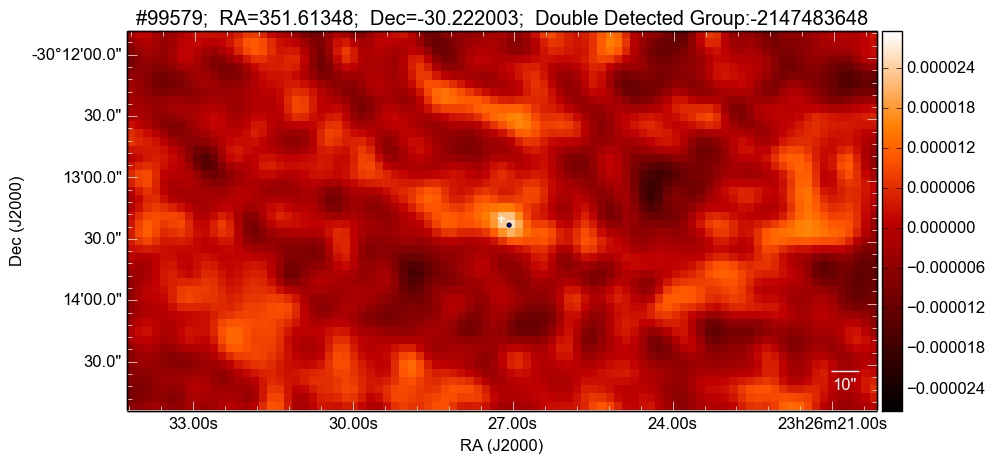 #99579;  RA=351.61348;  Dec=-30.222003;  Double Detected Group:-2147483648
-30°12'00.0"
30.0"
13'00.0"
30.0"
14'00.0"
30.0"
Dec (J2000)
33.00s
30.00s
27.00s
24.00s
23h26m21.00s
RA (J2000)
10"
0.000024
0.000018
0.000012
0.000006
0.000000
−0.000006
−0.000012
−0.000018
−0.000024